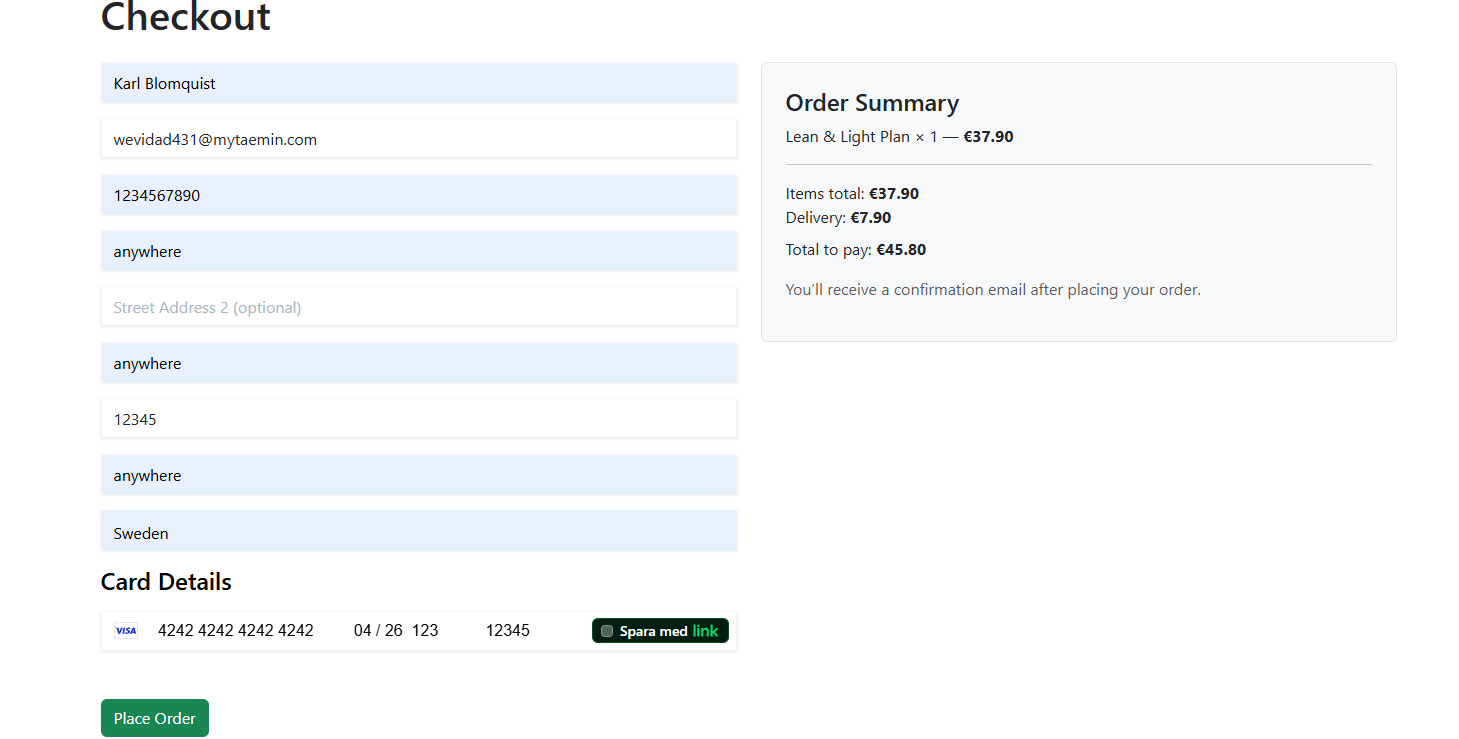 Checkout
Karl Blomquist
wevidad431@mytaemin.com
1234567890
anywhere
Street Address 2 (optional)
anywhere
12345
anywhere
Sweden
Card Details
VISA 4242 4242 4242 4242 04 / 26 123 12345 Spara med link
Place Order
Order Summary
Lean & Light Plan × 1 — €37.90
Items total: €37.90
Delivery: €7.90
Total to pay: €45.80
You’ll receive a confirmation email after placing your order.